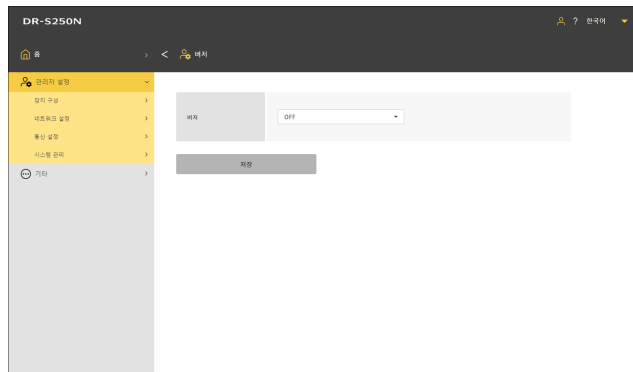 DR-S250N
? 한국어
홈
< 버저
관리자 설정
장치 구성
네트워크 설정
통신 설정
시스템 관리
기타
버저 OFF
저장